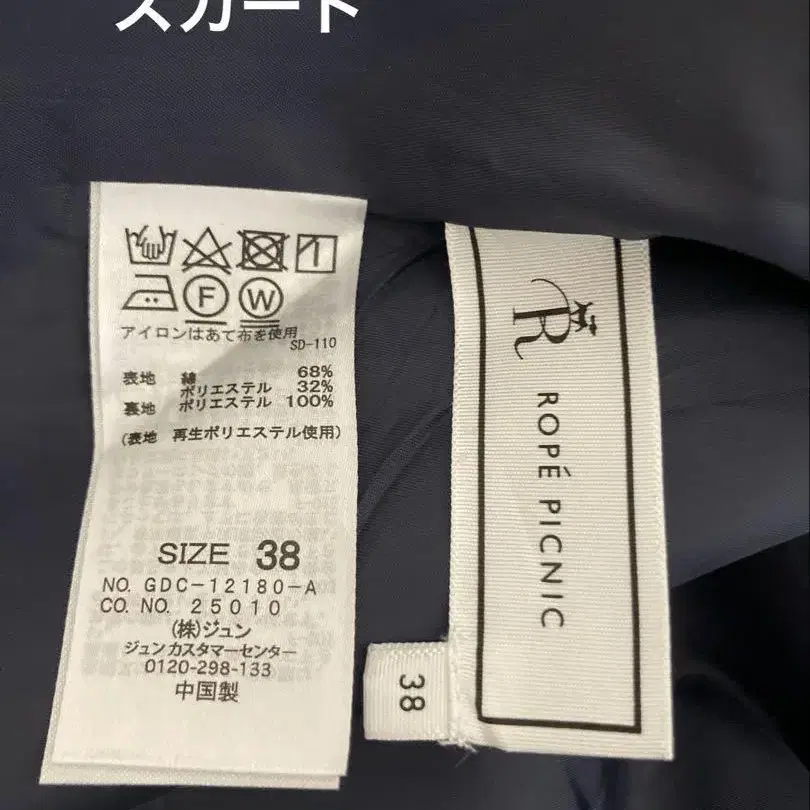 スカート
F W
アイロンはあて布を使用
SD-110
表地 綿 68%
ポリエステル 32%
裏地 ポリエステル 100%
(表地 再生ポリエステル使用)
SIZE 38
NO. GDC-12180-A
CO. NO. 25010
(株)ジュン
ジュンカスタマーセンター
0120-298-133
中国製
R
ROPÉ PICNIC
38